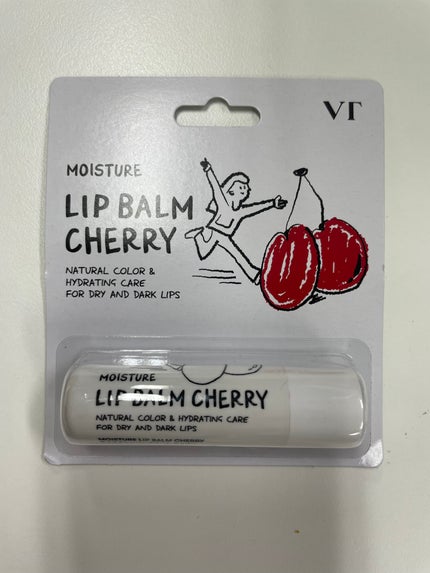 VT
MOISTURE
LIP BALM
CHERRY
NATURAL COLOR &
HYDRATING CARE
FOR DRY AND DARK LIPS
MOISTURE
LIP BALM CHERRY
NATURAL COLOR & HYDRATING CARE
FOR DRY AND DARK LIPS
MOISTURE LIP BALM CHERRY